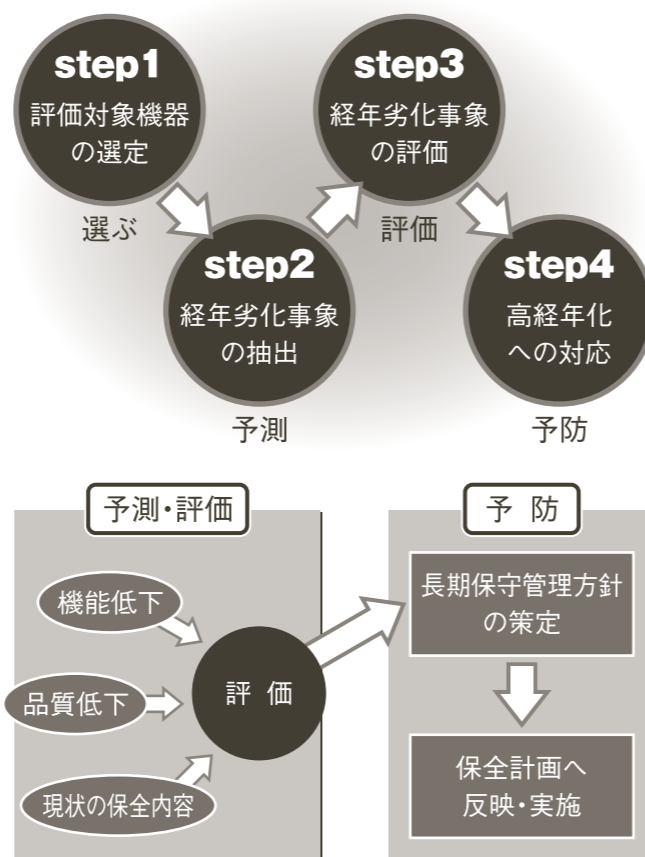 step1
評価対象機器
の選定
選ぶ
step2
経年劣化事象
の抽出
予測
step3
経年劣化事象
の評価
評価
step4
高経年化
への対応
予防
予測・評価
機能低下
品質低下
現状の保全内容
評 価
予 防
長期保守管理方針
の策定
保全計画へ
反映・実施